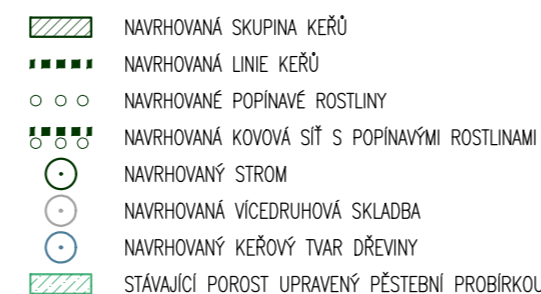 NAVRHOVANÁ SKUPINA KEŘŮ
NAVRHOVANÁ LINIE KEŘŮ
NAVRHOVANÉ POPÍNAVÉ ROSTLINY
NAVRHOVANÁ KOVOVÁ SÍŤ S POPÍNAVÝMI ROSTLINAMI
NAVRHOVANÝ STROM
NAVRHOVANÁ VÍCEDRUHOVÁ SKLADBA
NAVRHOVANÝ KEŘOVÝ TVAR DŘEVINY
STÁVAJÍCÍ POROST UPRAVENÝ PĚSTEBNÍ PROBÍRKOU